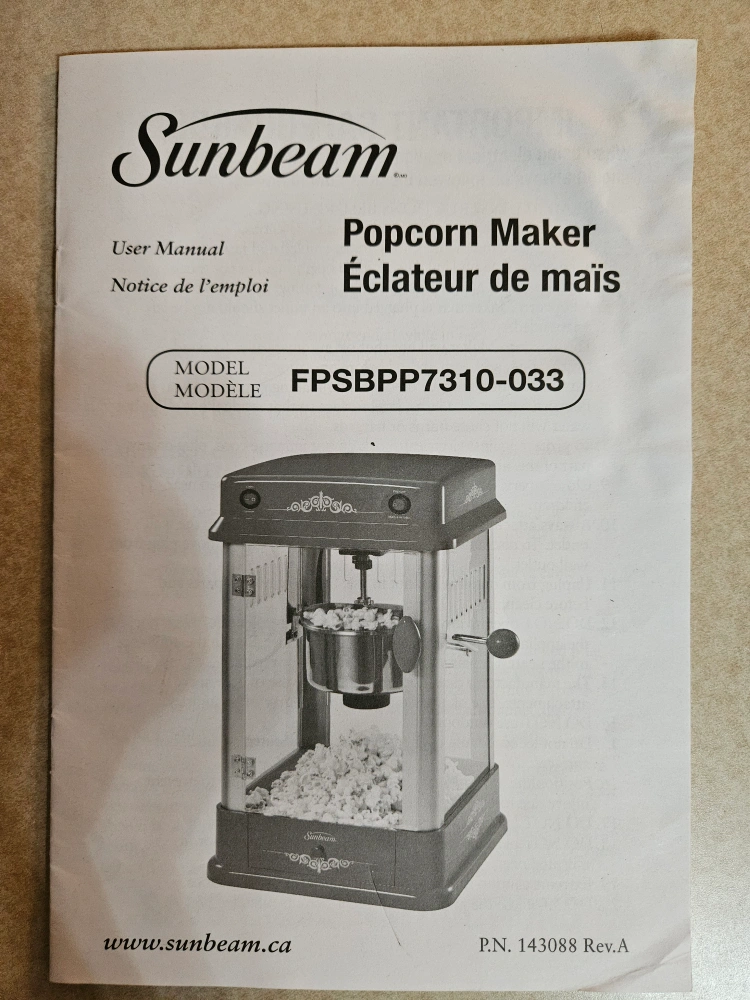 Sunbeam
User Manual
Notice de l'emploi
Popcorn Maker
Éclateur de maïs
MODEL
MODÈLE
FPSBPP7310-033
Sunbeam
www.sunbeam.ca
P.N. 143088 Rev.A